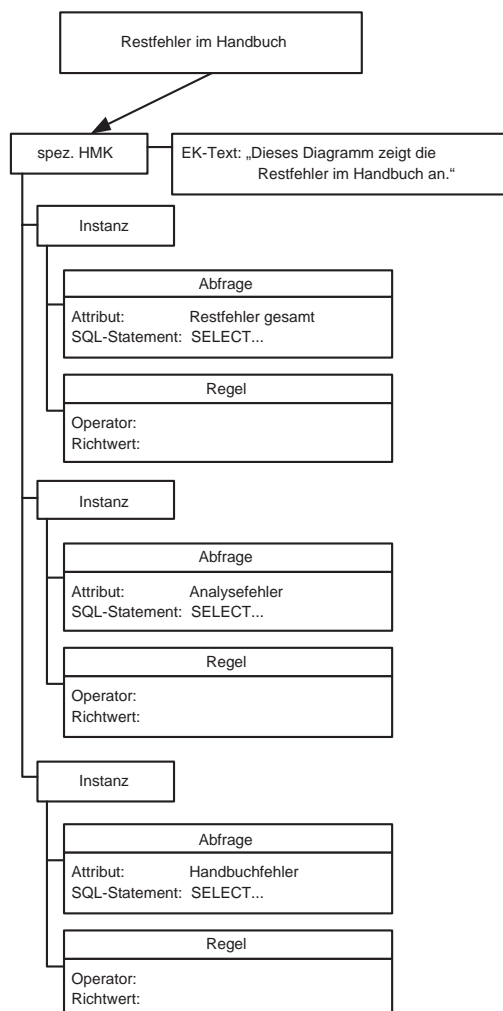 Restfehler im Handbuch
spez. HMK
EK-Text: „Dieses Diagramm zeigt die
Restfehler im Handbuch an.“
Instanz
Abfrage
Attribut: Restfehler gesamt
SQL-Statement: SELECT...
Regel
Operator:
Richtwert:
Instanz
Abfrage
Attribut: Analysefehler
SQL-Statement: SELECT...
Regel
Operator:
Richtwert:
Instanz
Abfrage
Attribut: Handbuchfehler
SQL-Statement: SELECT...
Regel
Operator:
Richtwert: